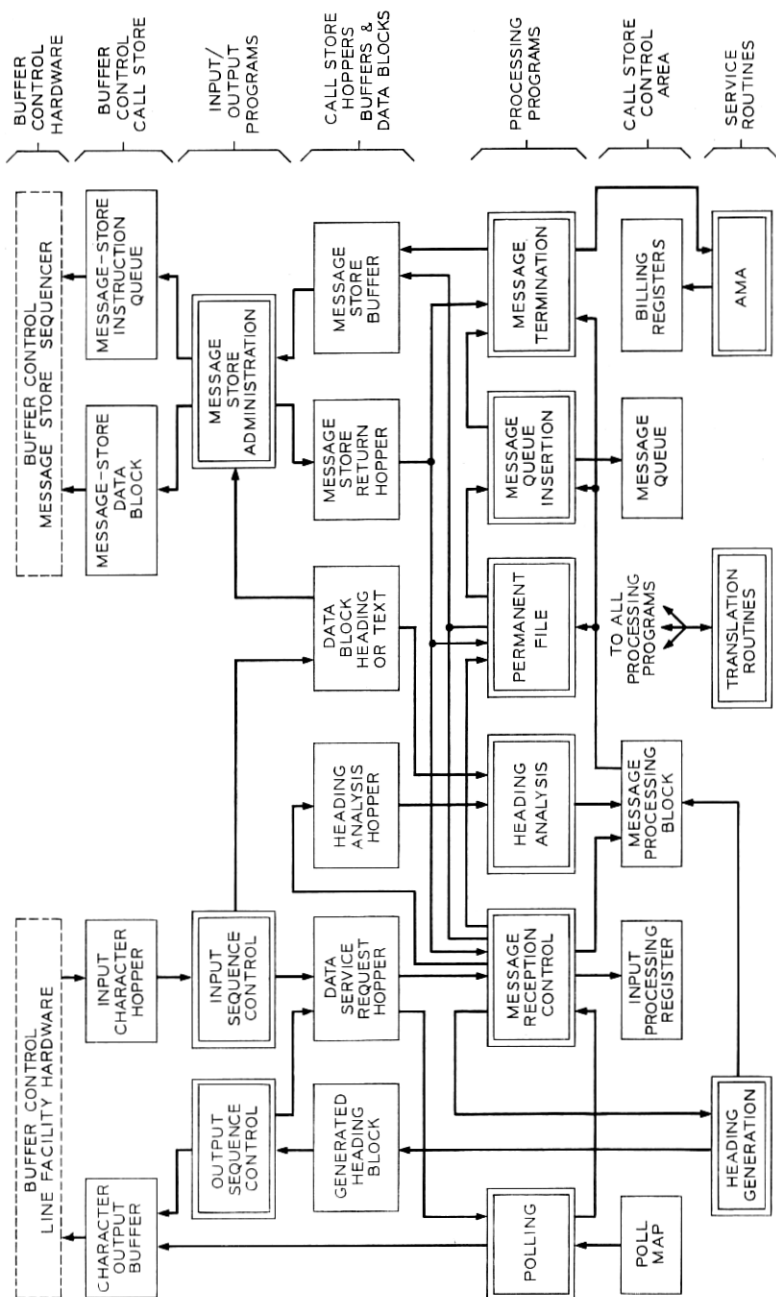 BUFFER
CONTROL
HARDWARE
BUFFER
CONTROL
CALL STORE
INPUT/
OUTPUT
PROGRAMS
CALL STORE
HOPPERS
BUFFERS &
DATA BLOCKS
PROCESSING
PROGRAMS
CALL STORE
CONTROL
AREA
SERVICE
ROUTINES
BUFFER CONTROL
LINE FACILITY HARDWARE
BUFFER CONTROL
MESSAGE STORE SEQUENCER
CHARACTER
OUTPUT
BUFFER
INPUT
CHARACTER
HOPPER
MESSAGE-STORE
DATA
BLOCK
MESSAGE-STORE
INSTRUCTION
QUEUE
OUTPUT
SEQUENCE
CONTROL
INPUT
SEQUENCE
CONTROL
MESSAGE
STORE
ADMINISTRATION
GENERATED
HEADING
BLOCK
DATA
SERVICE
REQUEST
HOPPER
HEADING
ANALYSIS
HOPPER
DATA
BLOCK
HEADING
OR TEXT
MESSAGE
STORE
RETURN
HOPPER
MESSAGE
STORE
BUFFER
POLLING
MESSAGE
RECEPTION
CONTROL
HEADING
ANALYSIS
PERMANENT
FILE
MESSAGE
QUEUE
INSERTION
MESSAGE
TERMINATION
POLL
MAP
INPUT
PROCESSING
REGISTER
MESSAGE
PROCESSING
BLOCK
TO ALL
PROCESSING
PROGRAMS
MESSAGE
QUEUE
BILLING
REGISTERS
HEADING
GENERATION
TRANSLATION
ROUTINES
AMA